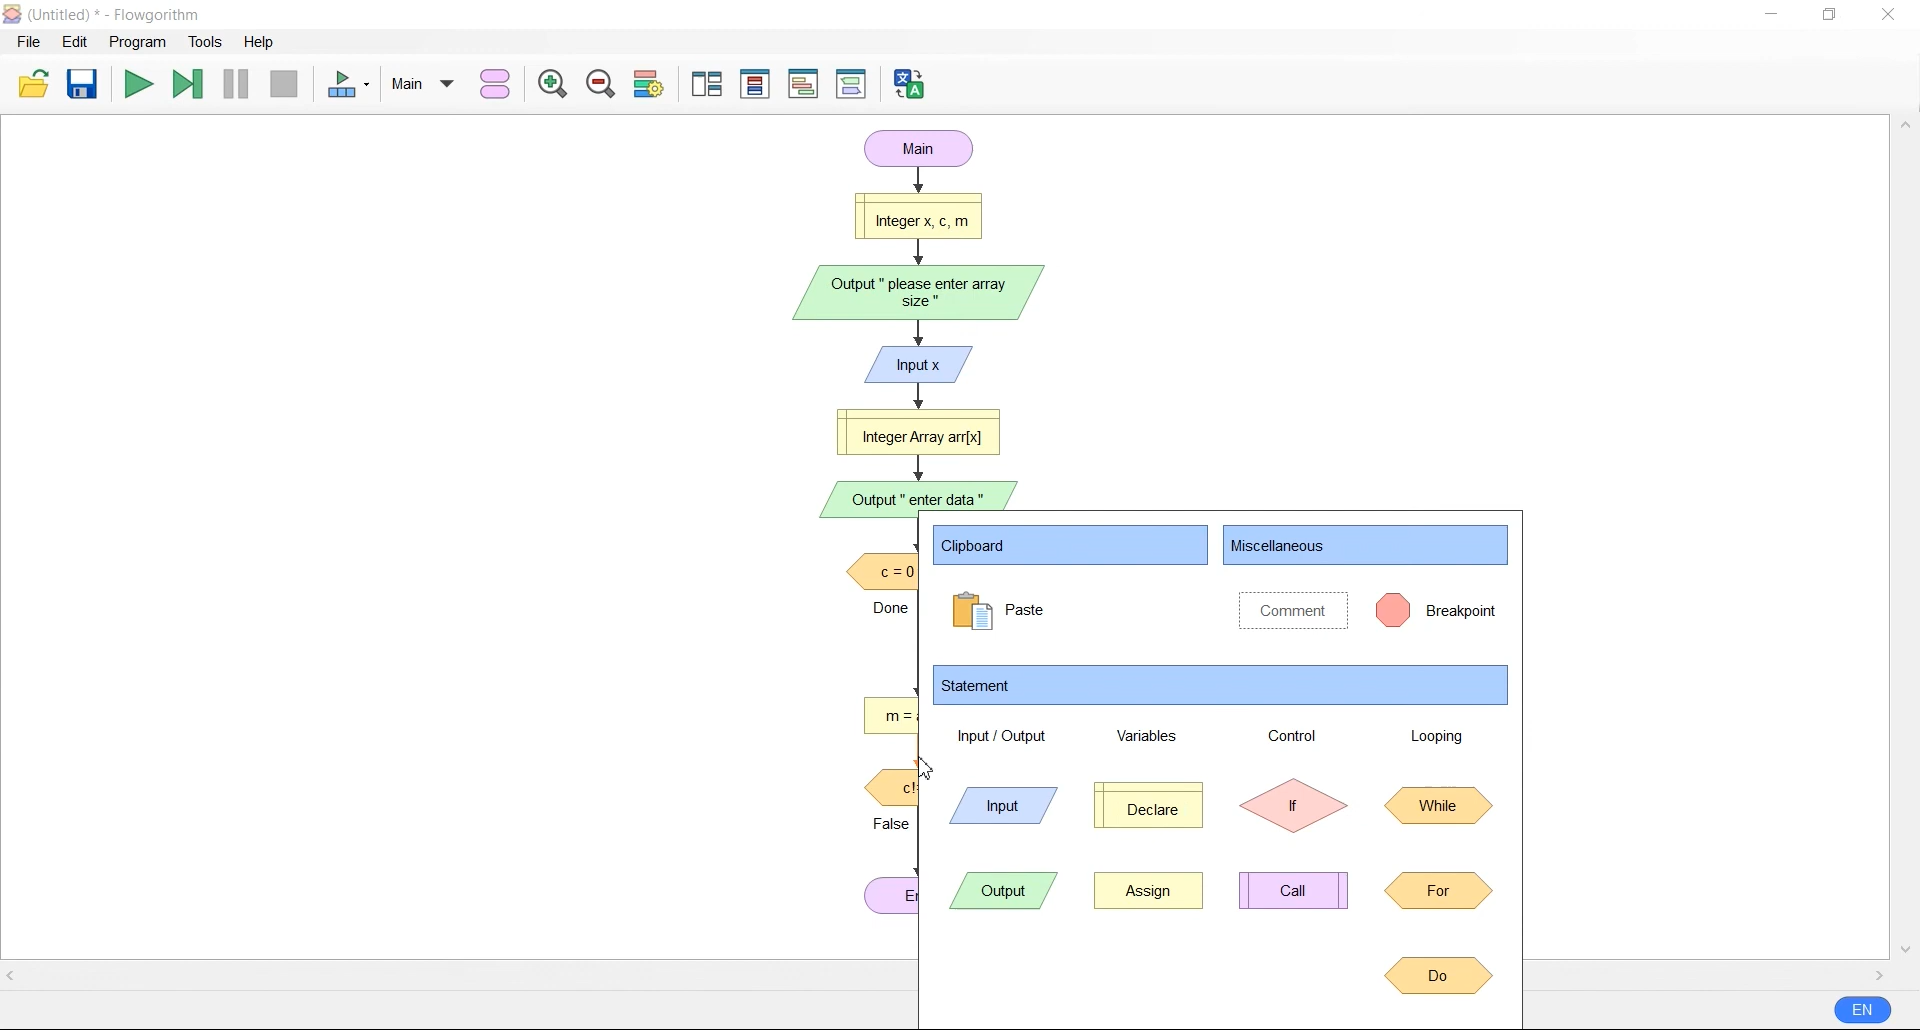 (Untitled) * - Flowgorithm
File Edit Program Tools Help
Main
Main
Integer x, c, m
Output " please enter array
size "
Input x
Integer Array arr[x]
Output " enter data "
Clipboard
Miscellaneous
c = 0
Done
Paste
Comment
Breakpoint
Statement
m =
Input / Output
Variables
Control
Looping
c!
False
Input
Declare
If
While
Output
Assign
Call
For
Do
EN